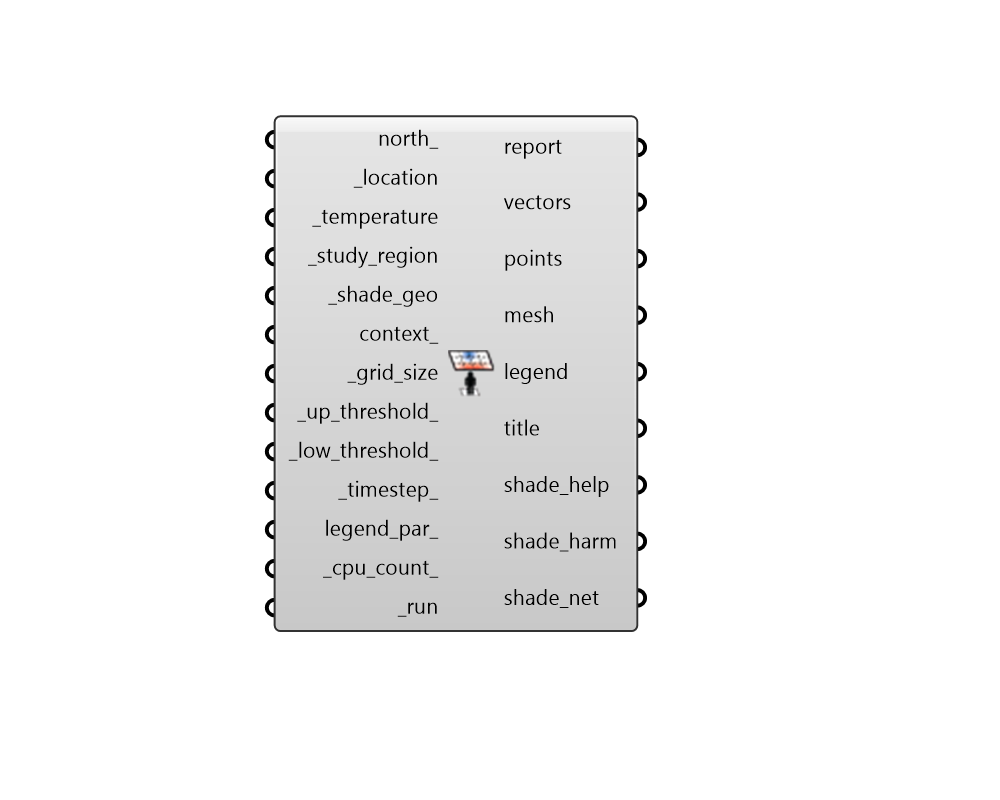 north_
_location
_temperature
_study_region
_shade_geo
context_
_grid_size
_up_threshold_
_low_threshold_
_timestep_
legend_par_
_cpu_count_
_run
report
vectors
points
mesh
legend
title
shade_help
shade_harm
shade_net